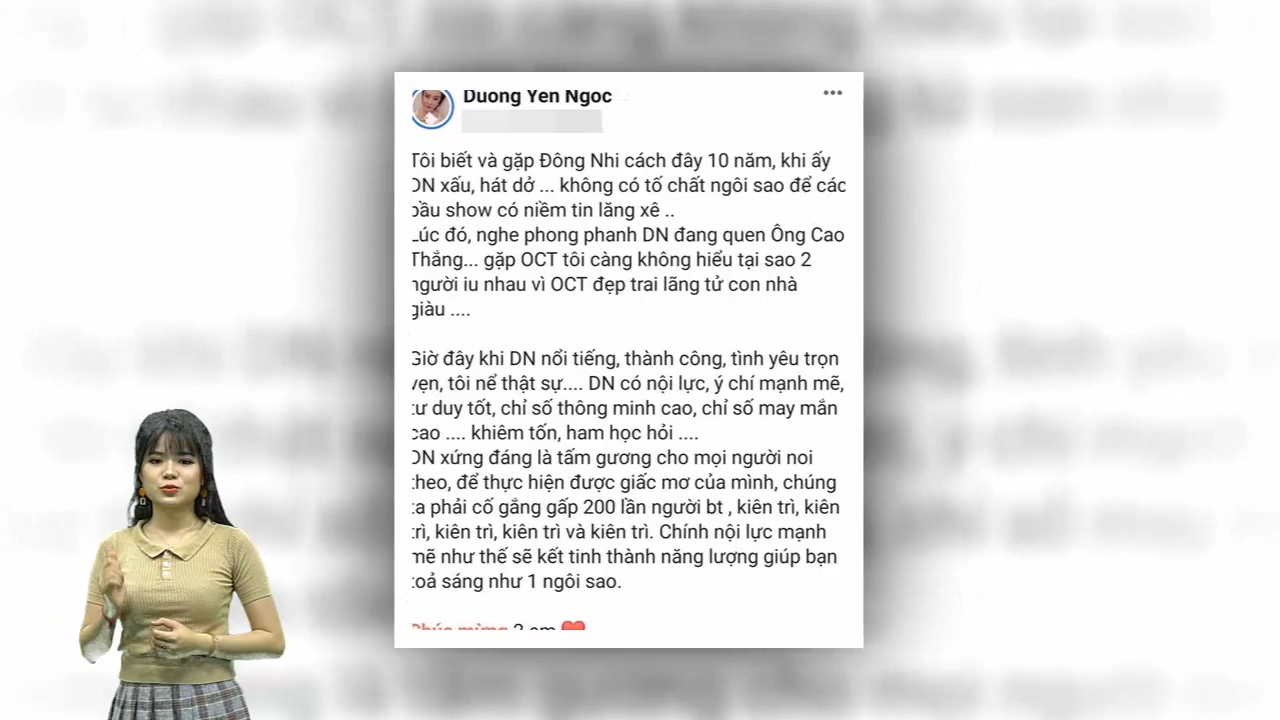 Duong Yen Ngoc
Tôi biết và gặp Đông Nhi cách đây 10 năm, khi ấy
DN xấu, hát dở ... không có tố chất ngôi sao để các
bầu show có niềm tin lăng xê ..
Lúc đó, nghe phong phanh DN đang quen Ông Cao
Thắng... gặp OCT tôi càng không hiểu tại sao 2
người iu nhau vì OCT đẹp trai lãng tử con nhà
giàu ....
Giờ đây khi DN nổi tiếng, thành công, tình yêu trọn
vẹn, tôi nể thật sự.... DN có nội lực, ý chí mạnh mẽ,
tư duy tốt, chỉ số thông minh cao, chỉ số may mắn
cao .... khiêm tốn, ham học hỏi ....
DN xứng đáng là tấm gương cho mọi người noi
theo, để thực hiện được giấc mơ của mình, chúng
ta phải cố gắng gấp 200 lần người bt , kiên trì, kiên
trì, kiên trì, kiên trì và kiên trì. Chính nội lực mạnh
mẽ như thế sẽ kết tinh thành năng lượng giúp bạn
toả sáng như 1 ngôi sao.
Chúc mừng 2 em ❤